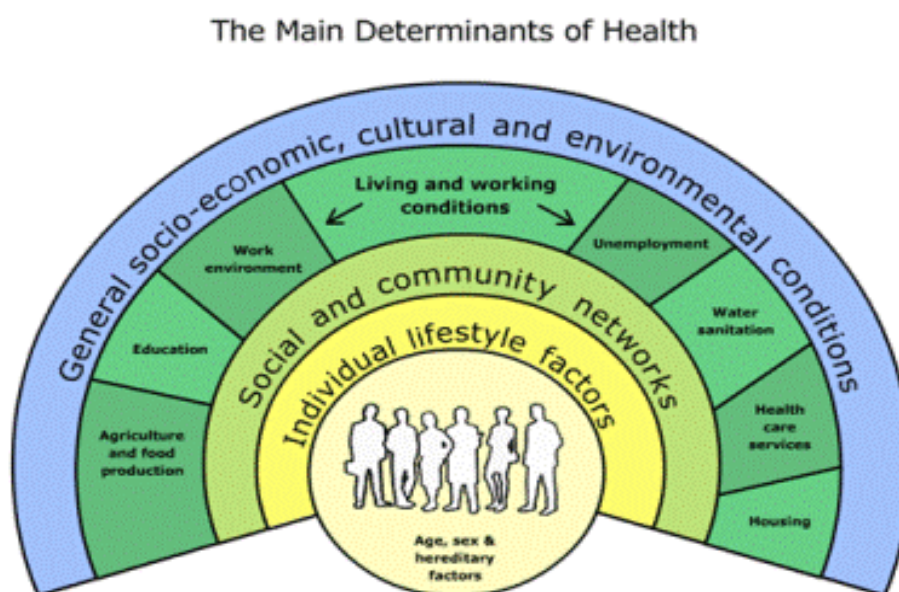 The Main Determinants of Health
General socio-economic, cultural and environmental conditions
Living and working
conditions
Work
environment
Unemployment
Education
Water
sanitation
Agriculture
and food
production
Health
care
services
Housing
Social and community networks
Individual lifestyle factors
Age, sex &
hereditary
factors